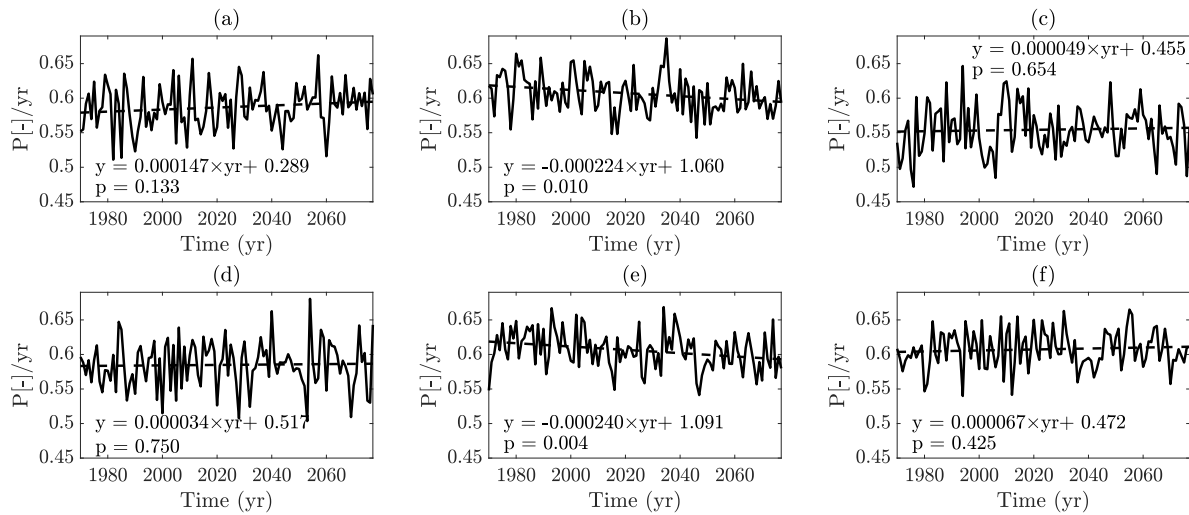 (a)
0.65
0.6
0.55
0.5
0.45
P[-]/yr
y = 0.000147×yr+ 0.289
p = 0.133
1980 2000 2020 2040 2060
Time (yr)
(b)
0.65
0.6
0.55
0.5
0.45
P[-]/yr
y = -0.000224×yr+ 1.060
p = 0.010
1980 2000 2020 2040 2060
Time (yr)
(c)
0.65
0.6
0.55
0.5
0.45
P[-]/yr
y = 0.000049×yr+ 0.455
p = 0.654
1980 2000 2020 2040 2060
Time (yr)
(d)
0.65
0.6
0.55
0.5
0.45
P[-]/yr
y = 0.000034×yr+ 0.517
p = 0.750
1980 2000 2020 2040 2060
Time (yr)
(e)
0.65
0.6
0.55
0.5
0.45
P[-]/yr
y = -0.000240×yr+ 1.091
p = 0.004
1980 2000 2020 2040 2060
Time (yr)
(f)
0.65
0.6
0.55
0.5
0.45
P[-]/yr
y = 0.000067×yr+ 0.472
p = 0.425
1980 2000 2020 2040 2060
Time (yr)